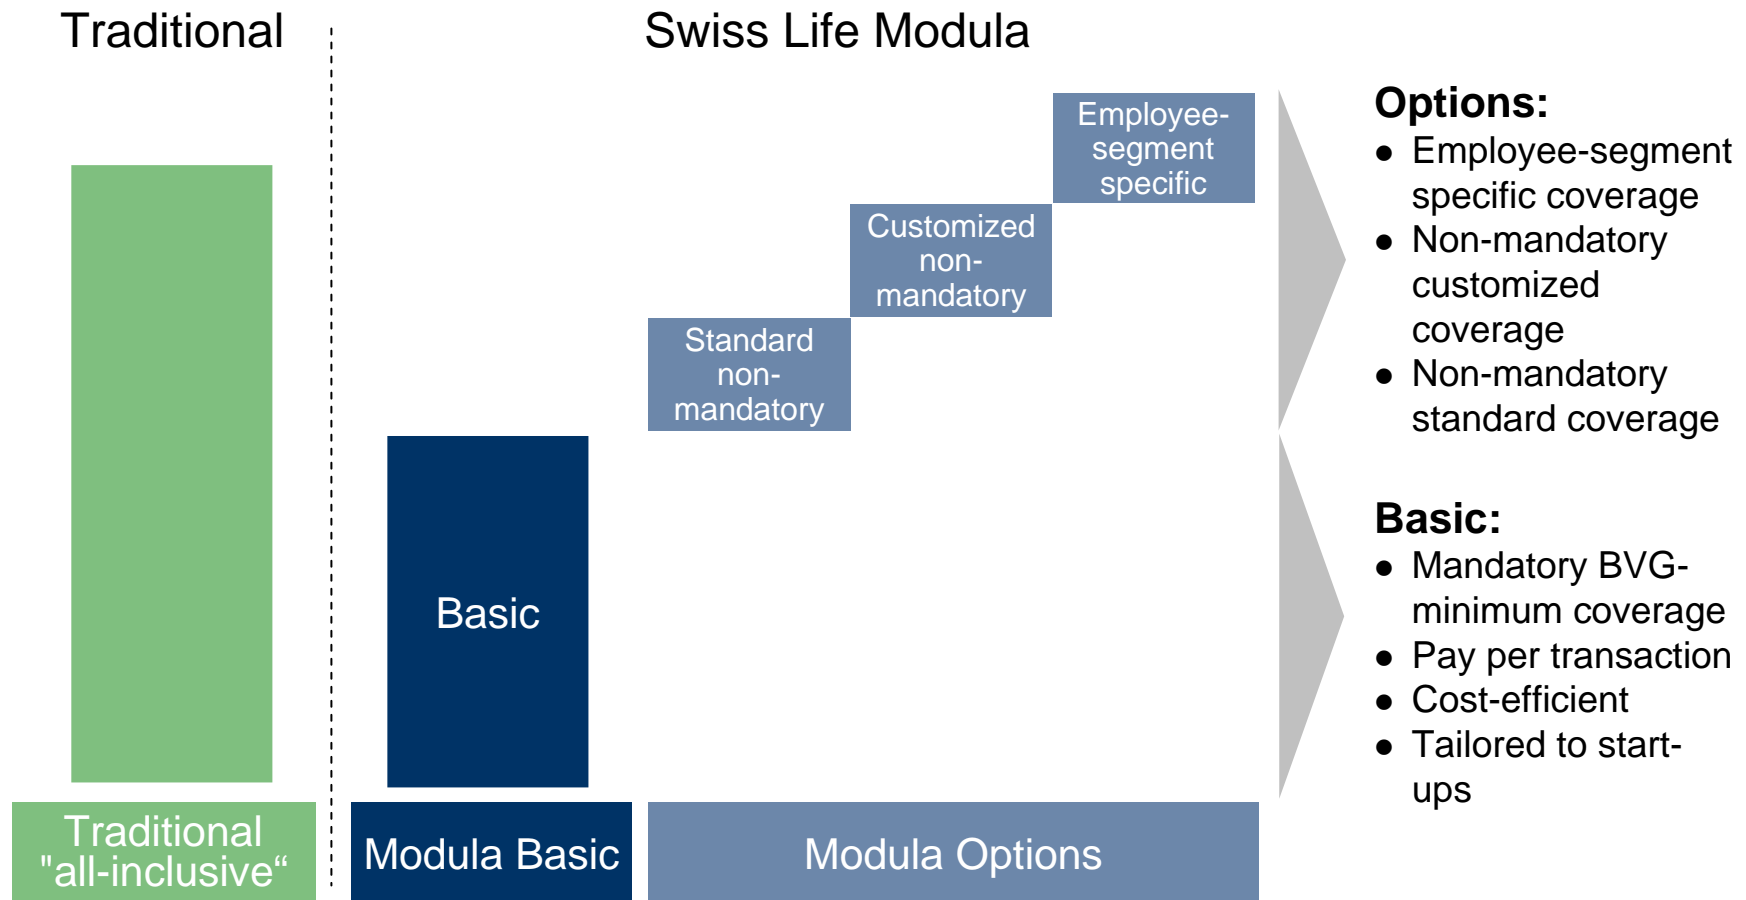 Traditional
Swiss Life Modula
Employee-
segment
specific
Customized
non-
mandatory
Standard
non-
mandatory
Basic
Traditional
"all-inclusive“
Modula Basic
Modula Options
Options:
● Employee-segment
specific coverage
● Non-mandatory
customized
coverage
● Non-mandatory
standard coverage
Basic:
● Mandatory BVG-
minimum coverage
● Pay per transaction
● Cost-efficient
● Tailored to start-
ups